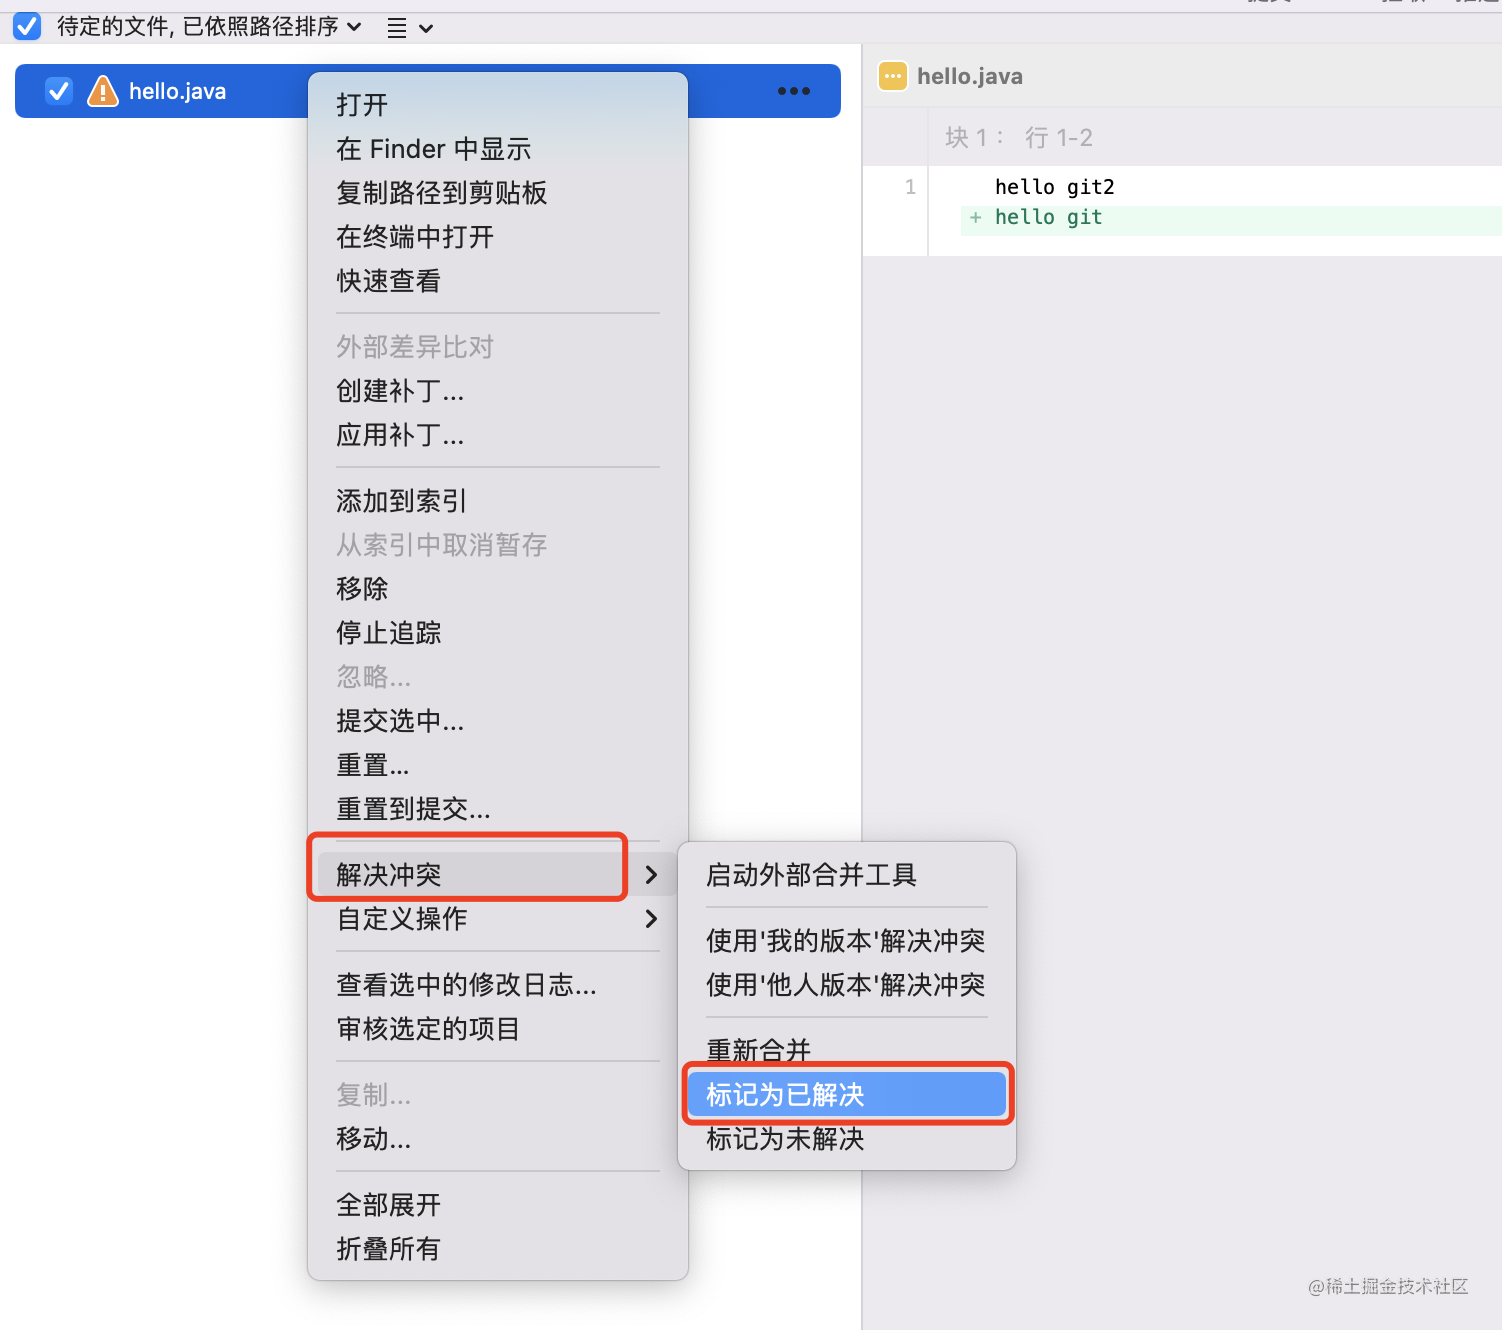 待定的文件, 已依照路径排序
hello.java
打开
在 Finder 中显示
复制路径到剪贴板
在终端中打开
快速查看
外部差异比对
创建补丁...
应用补丁...
添加到索引
从索引中取消暂存
移除
停止追踪
忽略...
提交选中...
重置...
重置到提交...
解决冲突
自定义操作
查看选中的修改日志...
审核选定的项目
复制...
移动...
全部展开
折叠所有
启动外部合并工具
使用'我的版本'解决冲突
使用'他人版本'解决冲突
重新合并
标记为已解决
标记为未解决
hello.java
块 1： 行 1-2
1 hello git2
+ hello git
@稀土掘金技术社区